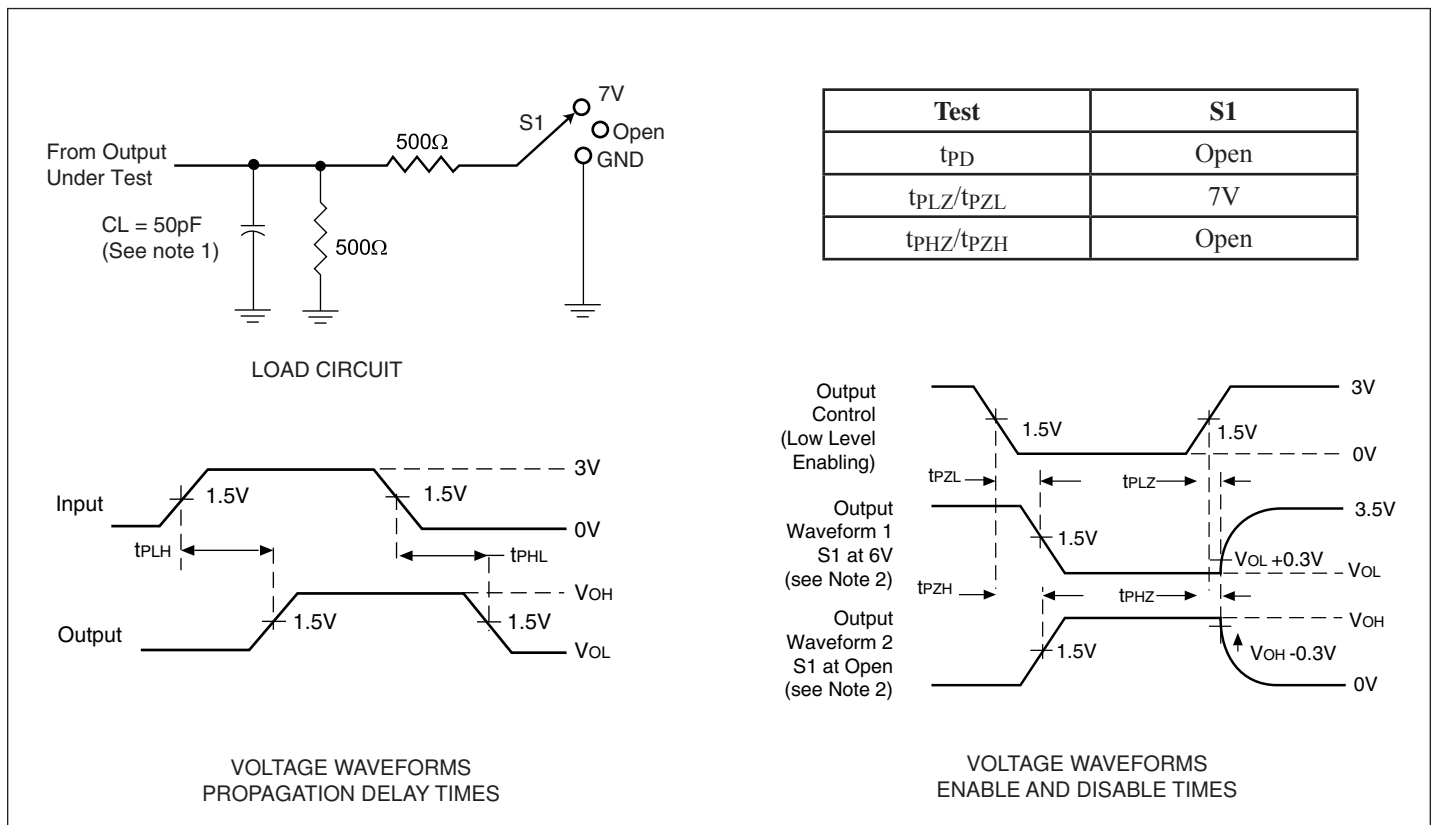 7V
S1
Open
GND
500Ω
From Output
Under Test
CL = 50pF
(See note 1)
500Ω
LOAD CIRCUIT
Test S1
tPD Open
tPLZ/tPZL 7V
tPHZ/tPZH Open
Input
1.5V
1.5V
3V
0V
tPLH
tPHL
Output
1.5V
1.5V
VOH
VOL
VOLTAGE WAVEFORMS
PROPAGATION DELAY TIMES
Output
Control
(Low Level
Enabling)
1.5V
1.5V
3V
0V
tPZL
tPLZ
Output
Waveform 1
S1 at 6V
(see Note 2)
1.5V
3.5V
VOL +0.3V
VOL
tPZH
tPHZ
Output
Waveform 2
S1 at Open
(see Note 2)
1.5V
VOH
VOH -0.3V
0V
VOLTAGE WAVEFORMS
ENABLE AND DISABLE TIMES